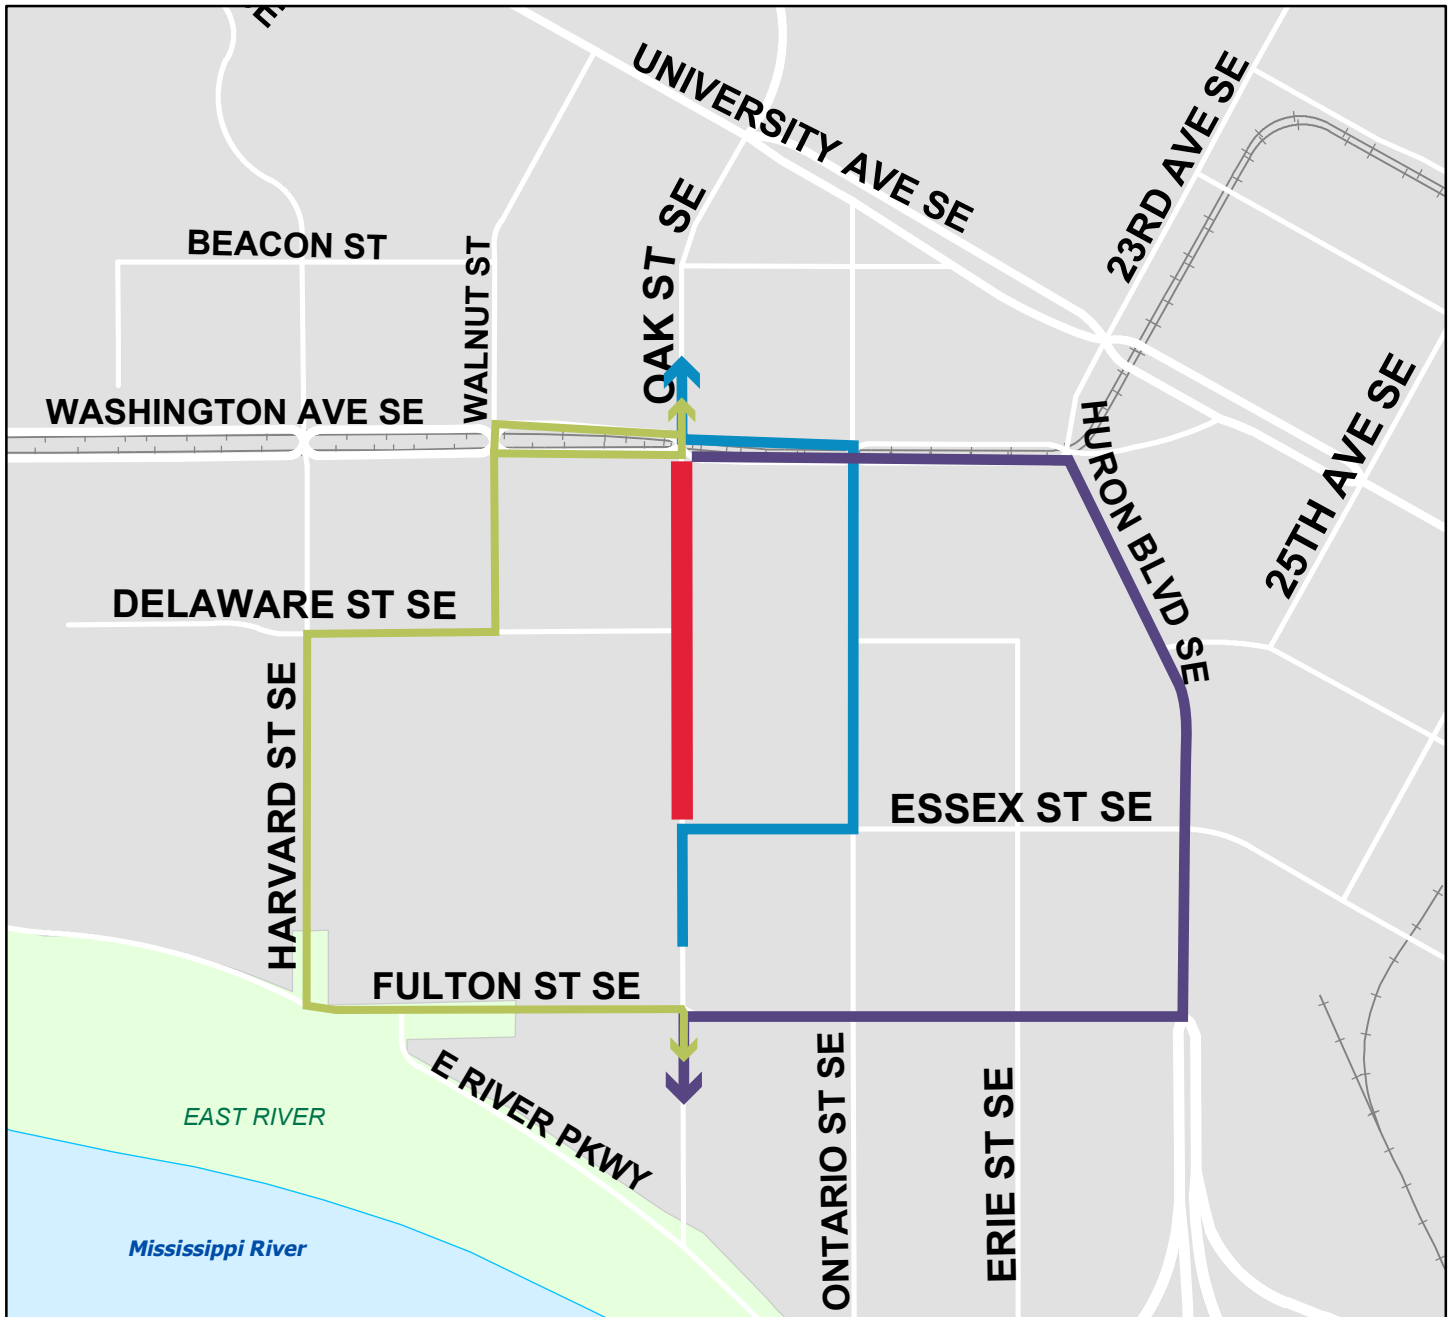 UNIVERSITY AVE SE
23RD AVE SE
OAK ST SE
BEACON ST
WALNUT ST
WASHINGTON AVE SE
HURON BLVD SE
25TH AVE SE
DELAWARE ST SE
HARVARD ST SE
ESSEX ST SE
FULTON ST SE
E RIVER PKWY
ONTARIO ST SE
ERIE ST SE
EAST RIVER
Mississippi River